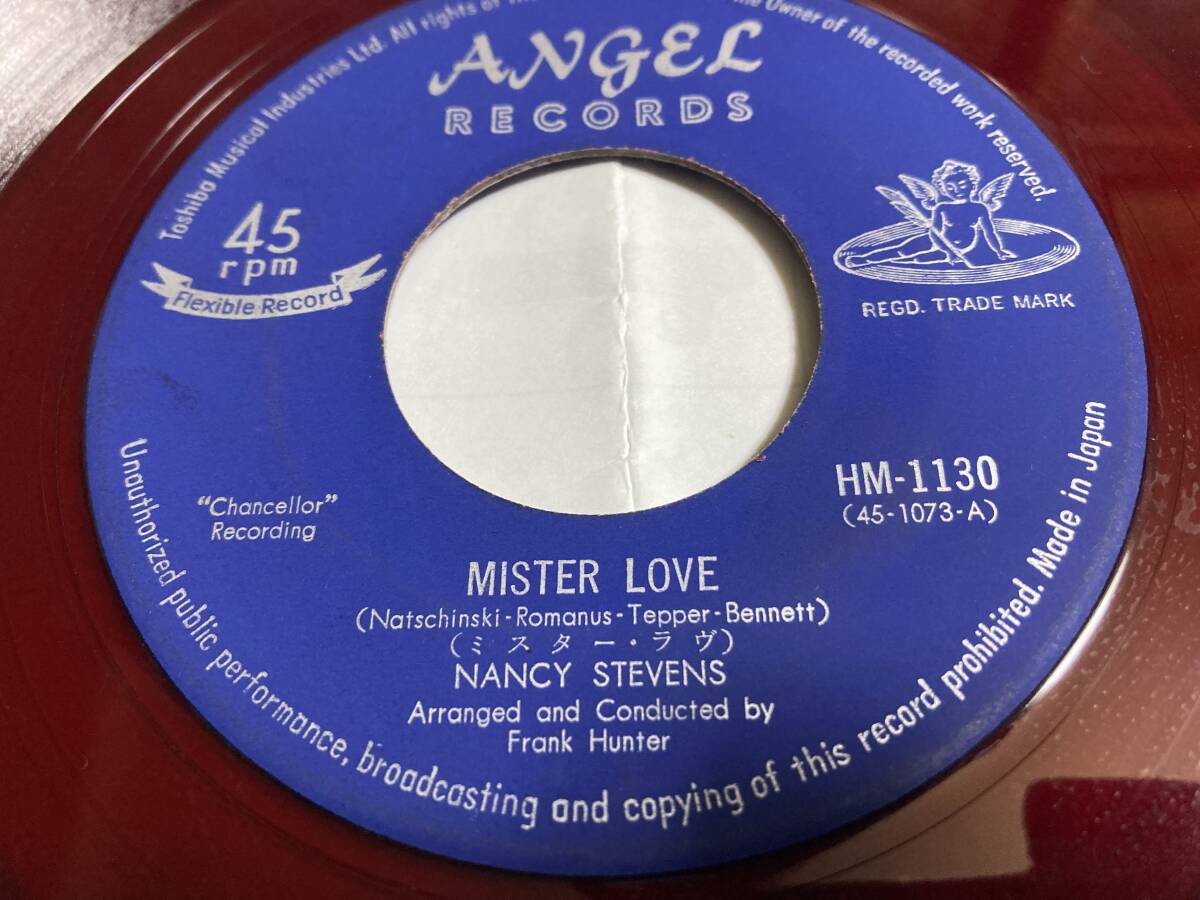 Toshiba Musical Industries Ltd. All rights of the
the Owner of the recorded work reserved.
ANGEL
RECORDS
45
rpm
Flexible Record
REGD. TRADE MARK
HM-1130
(45-1073-A)
"Chancellor"
Recording
MISTER LOVE
(Natschinski-Romanus-Tepper-Bennett)
(ミスター・ラヴ)
NANCY STEVENS
Arranged and Conducted by
Frank Hunter
Unauthorized public performance, broadcasting and copying of this record prohibited. Made in Japan